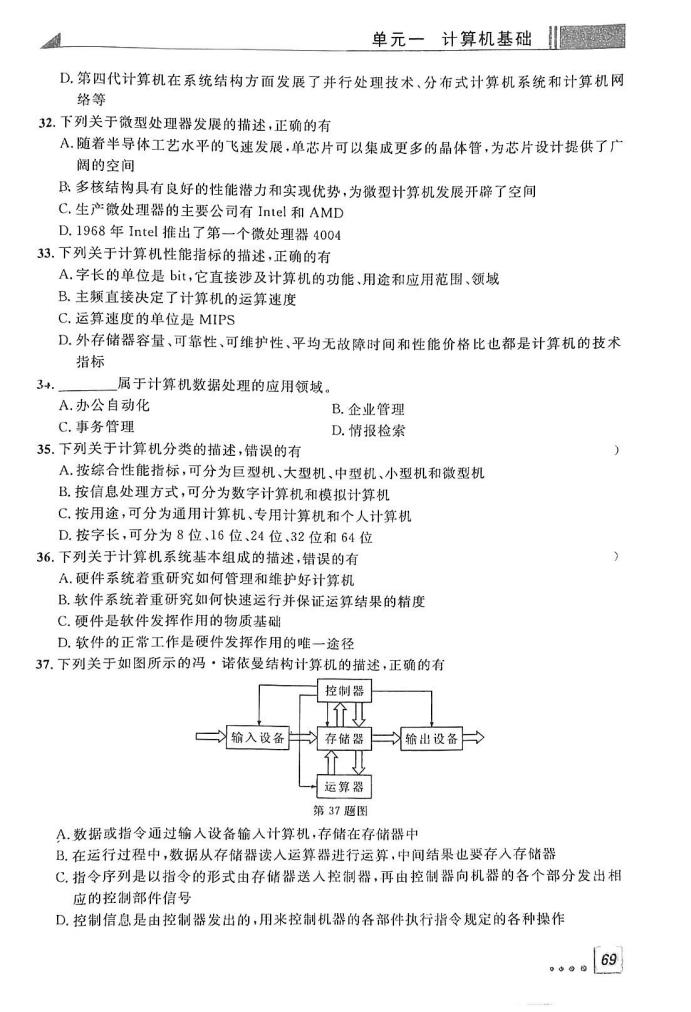 单元一 计算机基础
D. 第四代计算机在系统结构方面发展了并行处理技术、分布式计算机系统和计算机网
络等
32. 下列关于微型处理器发展的描述,正确的有
A. 随着半导体工艺水平的飞速发展,单芯片可以集成更多的晶体管,为芯片设计提供了广
阔的空间
B. 多核结构具有良好的性能潜力和实现优势,为微型计算机发展开辟了空间
C. 生产微处理器的主要公司有 Intel 和 AMD
D. 1968 年 Intel 推出了第一个微处理器 4004
33. 下列关于计算机性能指标的描述,正确的有
A. 字长的单位是 bit,它直接涉及计算机的功能、用途和应用范围、领域
B. 主频直接决定了计算机的运算速度
C. 运算速度的单位是 MIPS
D. 外存储器容量、可靠性、可维护性、平均无故障时间和性能价格比也都是计算机的技术
指标
34. ________属于计算机数据处理的应用领域。
A. 办公自动化 B. 企业管理
C. 事务管理 D. 情报检索
35. 下列关于计算机分类的描述,错误的有 )
A. 按综合性能指标,可分为巨型机、大型机、中型机、小型机和微型机
B. 按信息处理方式,可分为数字计算机和模拟计算机
C. 按用途,可分为通用计算机、专用计算机和个人计算机
D. 按字长,可分为 8 位、16 位、24 位、32 位和 64 位
36. 下列关于计算机系统基本组成的描述,错误的有 )
A. 硬件系统着重研究如何管理和维护好计算机
B. 软件系统着重研究如何快速运行并保证运算结果的精度
C. 硬件是软件发挥作用的物质基础
D. 软件的正常工作是硬件发挥作用的唯一途径
37. 下列关于如图所示的冯·诺依曼结构计算机的描述,正确的有
控制器
输入设备 存储器 输出设备
运算器
第 37 题图
A. 数据或指令通过输入设备输入计算机,存储在存储器中
B. 在运行过程中,数据从存储器读入运算器进行运算,中间结果也要存入存储器
C. 指令序列是以指令的形式由存储器送入控制器,再由控制器向机器的各个部分发出相
应的控制部件信号
D. 控制信息是由控制器发出的,用来控制机器的各部件执行指令规定的各种操作
69